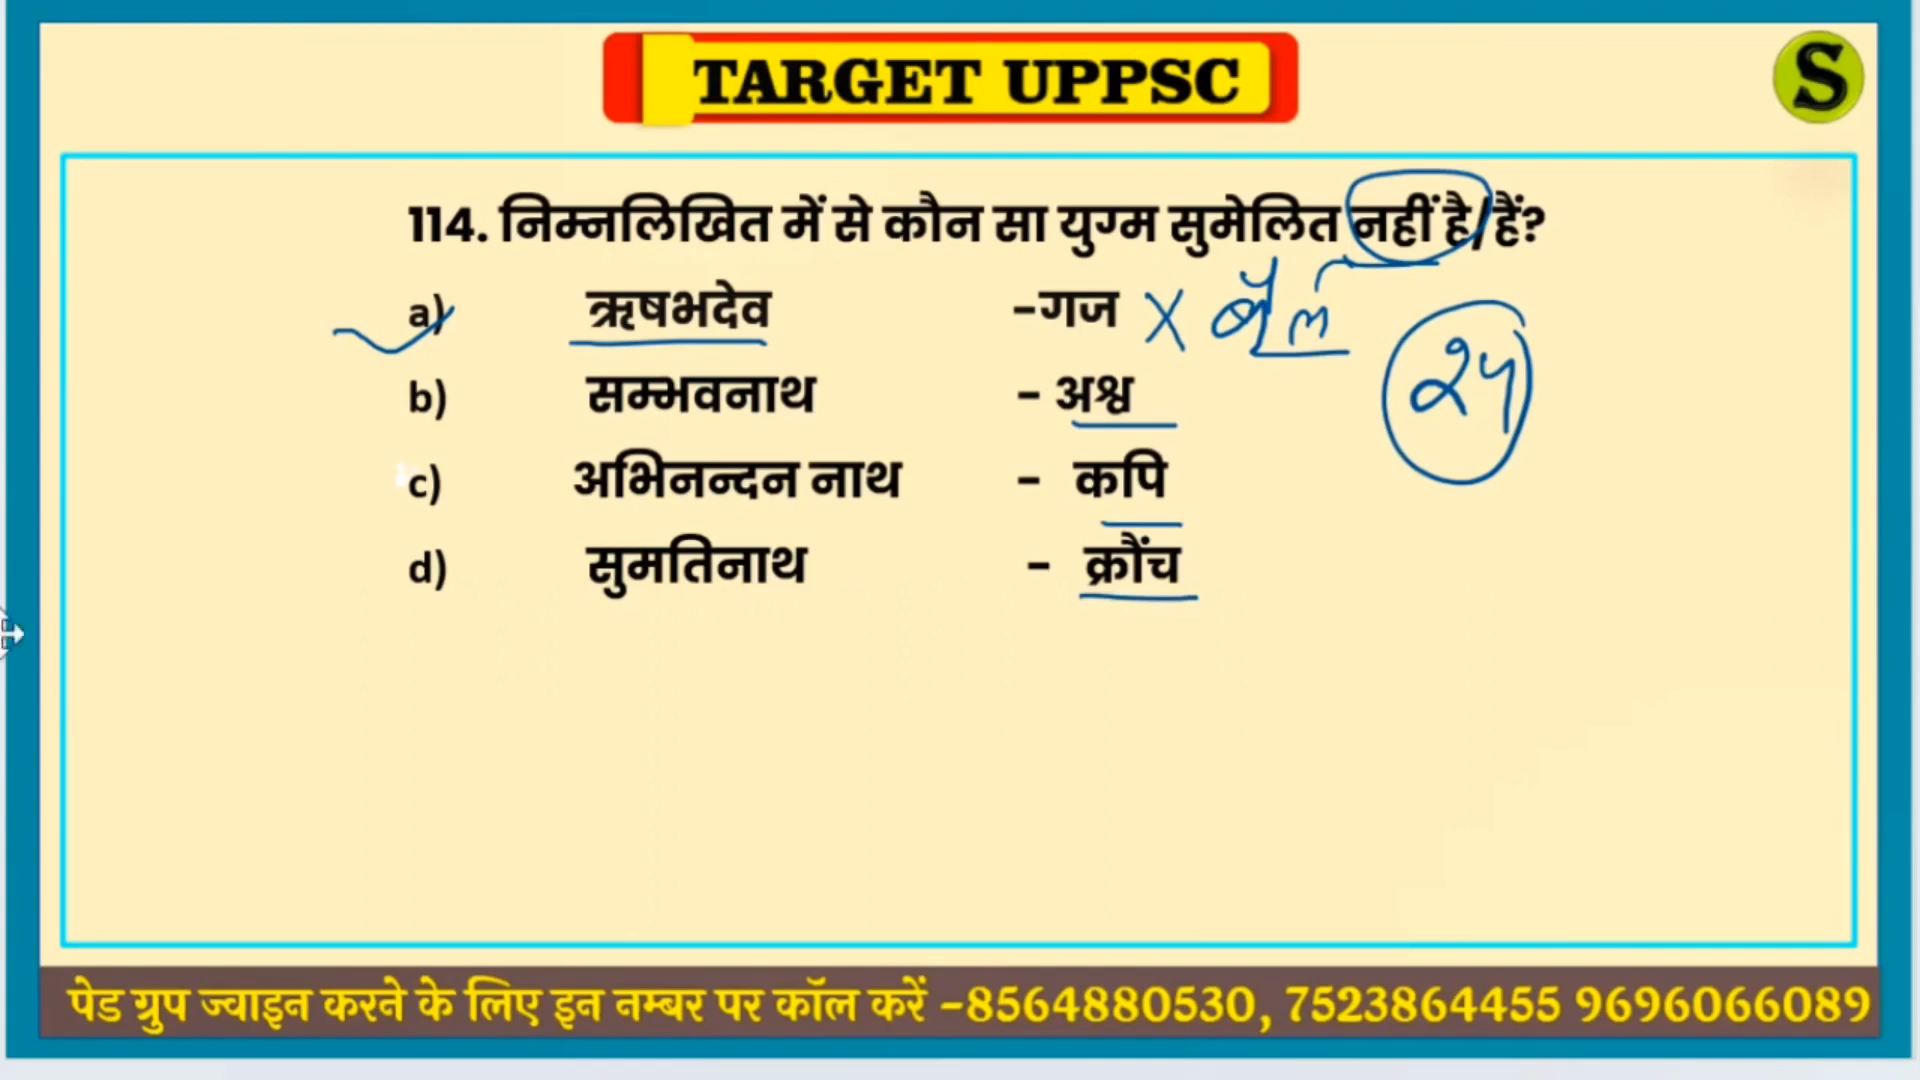 TARGET UPPSC
S
114. निम्नलिखित में से कौन सा युग्म सुमेलित नहीं है/हैं?
a) ऋषभदेव -गज X बैल
b) सम्भवनाथ - अश्व
२५
c) अभिनन्दन नाथ - कपि
d) सुमतिनाथ - क्रौंच
पेड ग्रुप ज्वाइन करने के लिए इन नम्बर पर कॉल करें -8564880530, 7523864455 9696066089